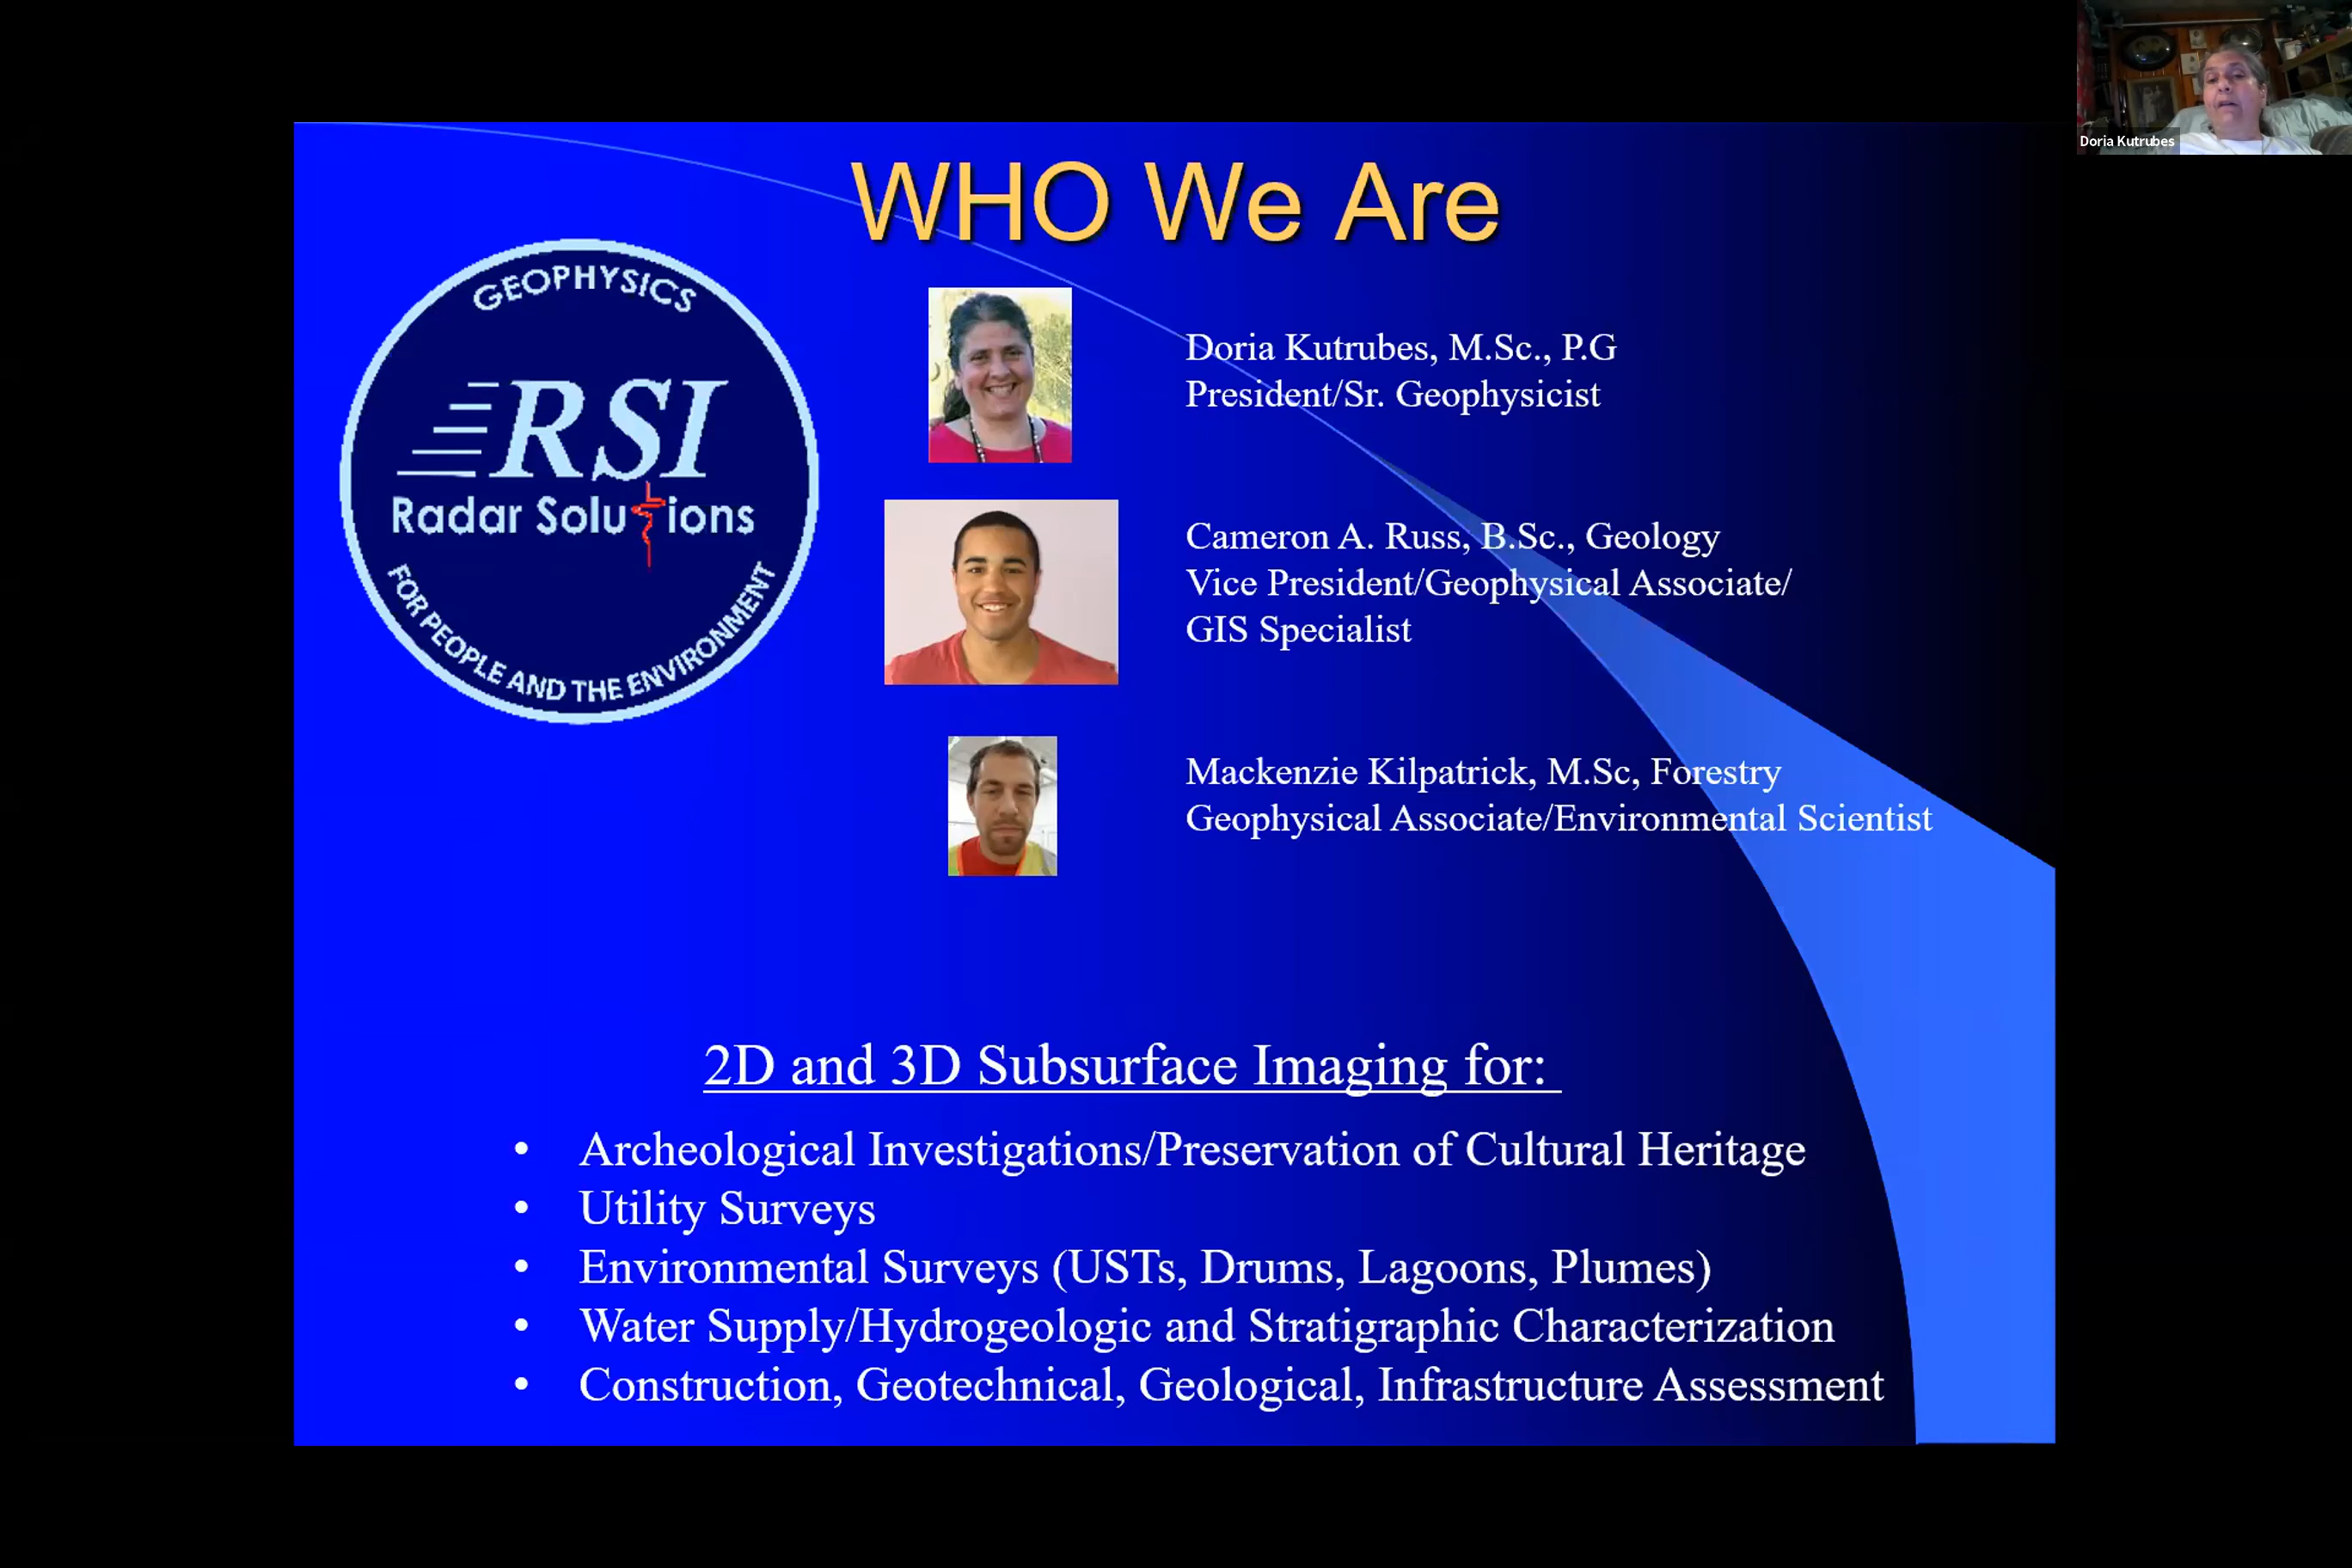 WHO We Are
GEOPHYSICS
RSI
Radar Solutions
FOR PEOPLE AND THE ENVIRONMENT
Doria Kutrubes, M.Sc., P.G
President/Sr. Geophysicist
Cameron A. Russ, B.Sc., Geology
Vice President/Geophysical Associate/
GIS Specialist
Mackenzie Kilpatrick, M.Sc, Forestry
Geophysical Associate/Environmental Scientist
2D and 3D Subsurface Imaging for:
• Archeological Investigations/Preservation of Cultural Heritage
• Utility Surveys
• Environmental Surveys (USTs, Drums, Lagoons, Plumes)
• Water Supply/Hydrogeologic and Stratigraphic Characterization
• Construction, Geotechnical, Geological, Infrastructure Assessment
Doria Kutrubes